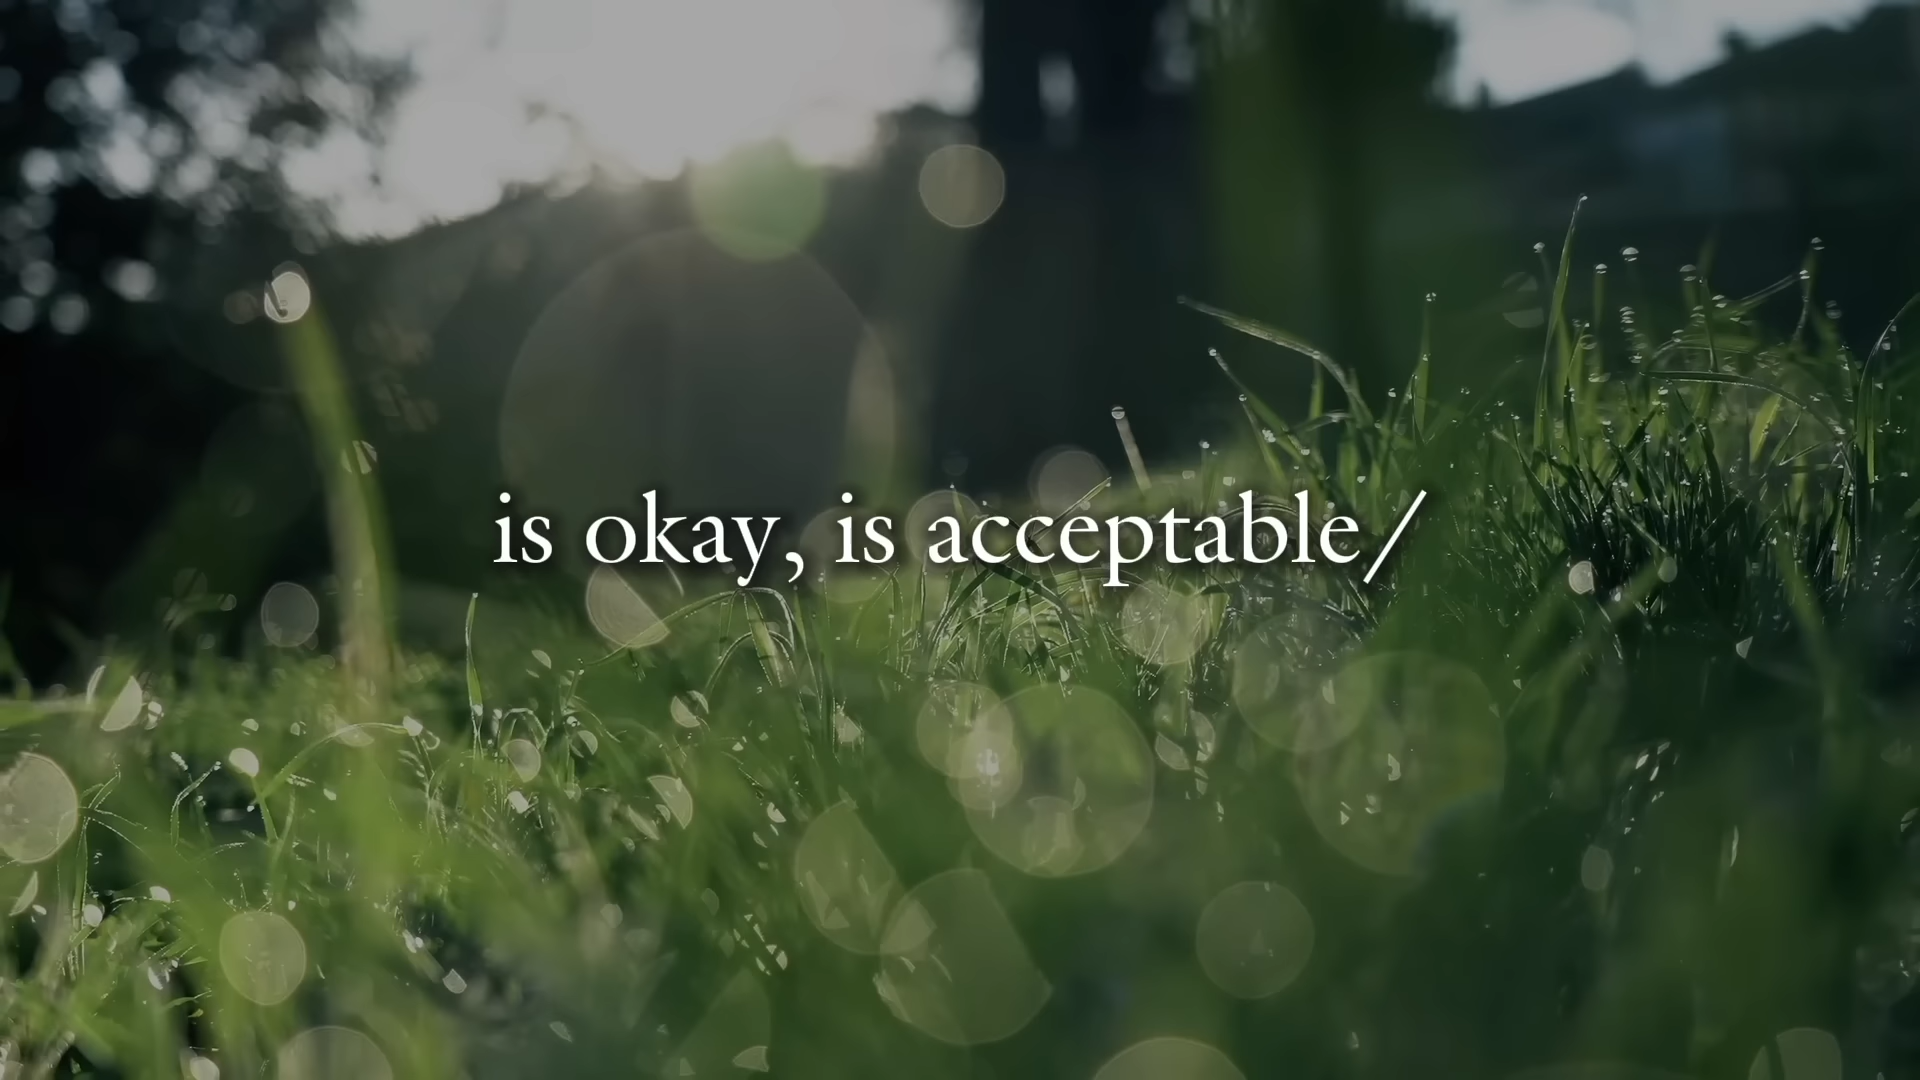 is okay, is acceptable/